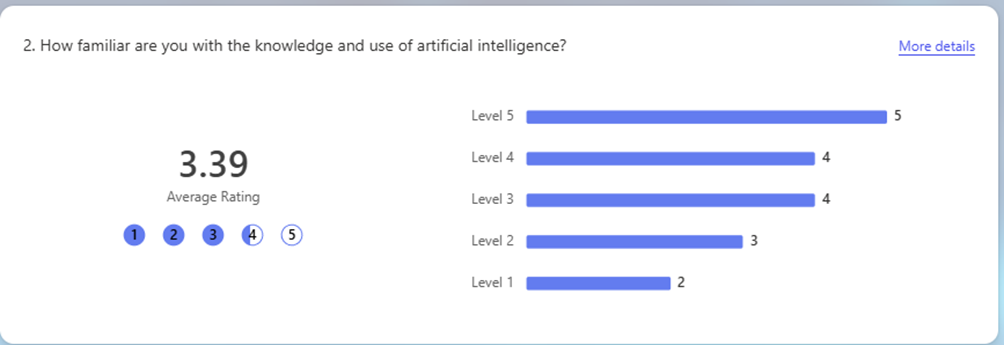 2. How familiar are you with the knowledge and use of artificial intelligence?
More details
3.39
Average Rating
1 2 3 4 5
Level 5 5
Level 4 4
Level 3 4
Level 2 3
Level 1 2